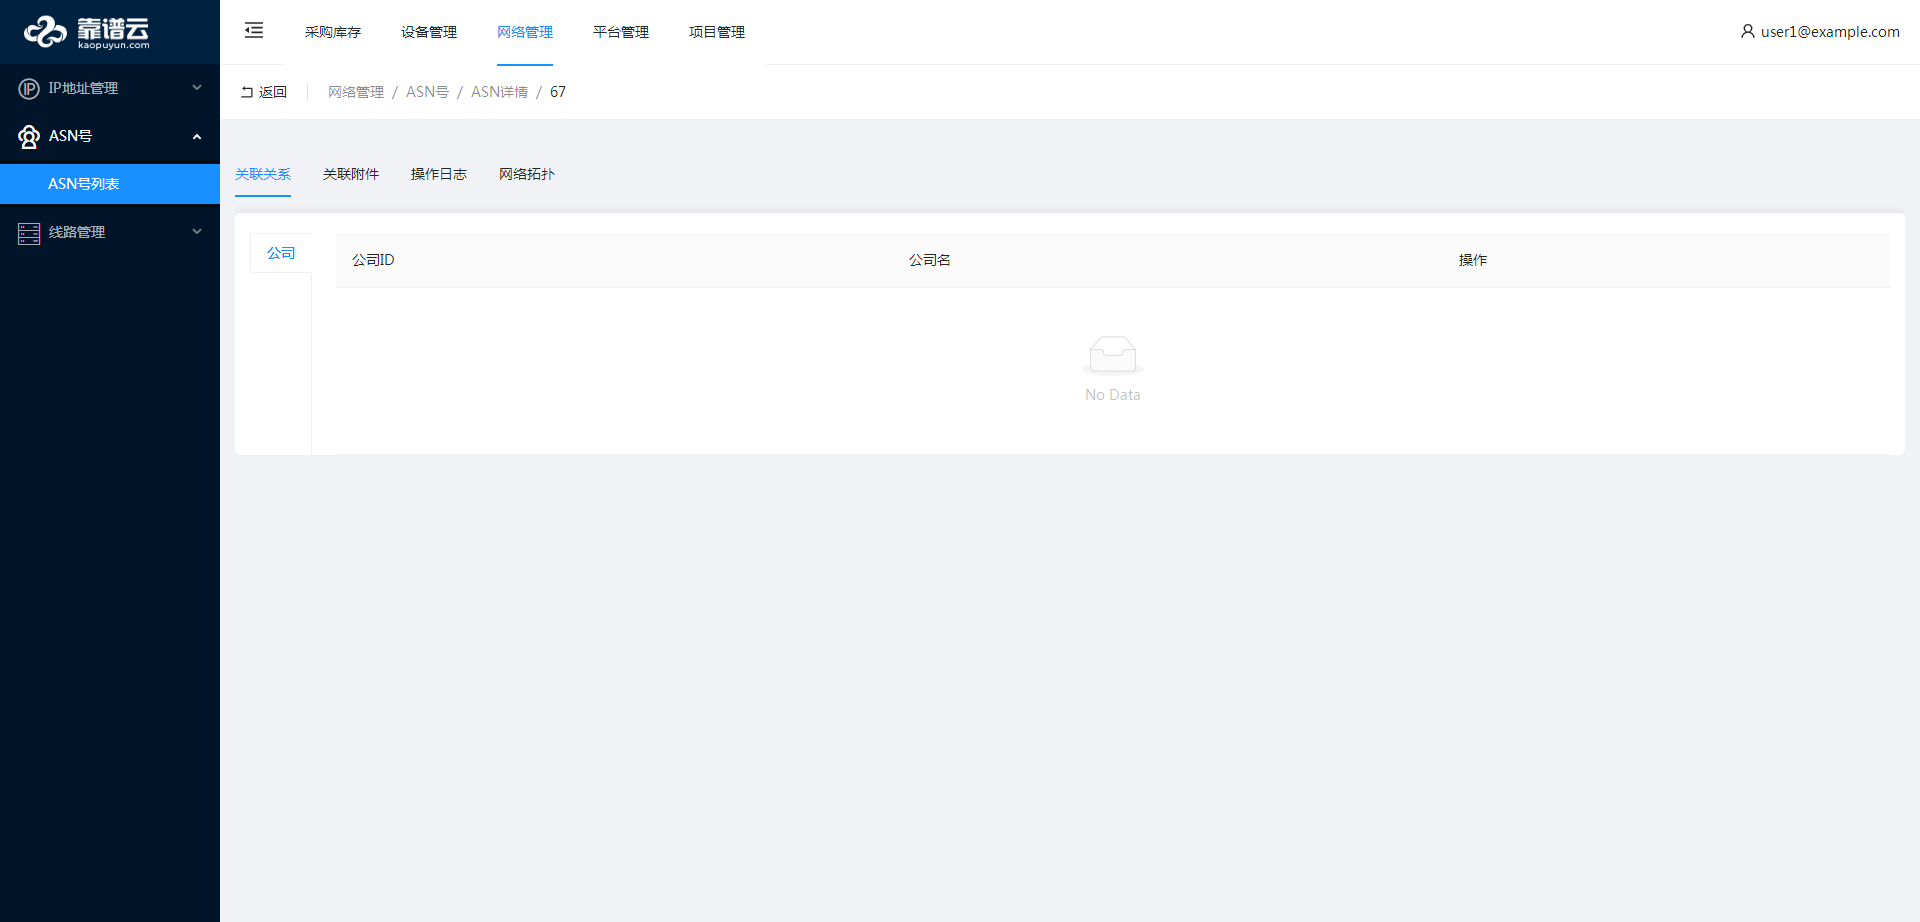 靠谱云
kaopuyun.com
采购库存 设备管理 网络管理 平台管理 项目管理
user1@example.com
返回 网络管理 / ASN号 / ASN详情 / 67
IP地址管理
ASN号
ASN号列表
线路管理
关联关系 关联附件 操作日志 网络拓扑
公司
公司ID 公司名 操作
No Data